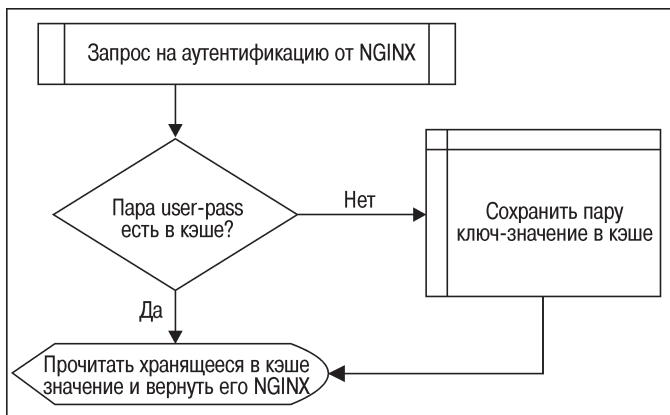 Запрос на аутентификацию от NGINX
Пара user-pass
есть в кэше?
Нет
Сохранить пару
ключ-значение в кэше
Да
Прочитать хранящееся в кэше
значение и вернуть его NGINX